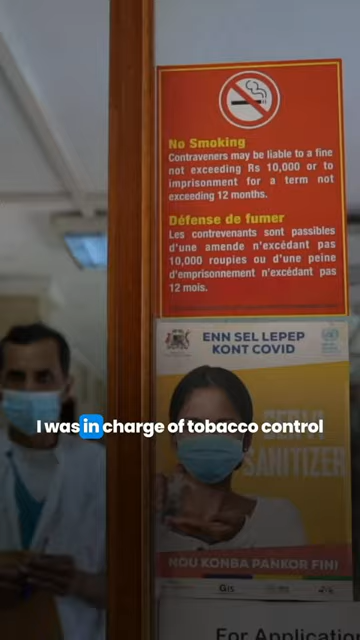 No Smoking
Contraveners may be liable to a fine
not exceeding Rs 10,000 or to
imprisonment for a term not
exceeding 12 months.
Défense de fumer
Les contrevenants sont passibles
d'une amende n'excédant pas
10,000 roupies ou d'une peine
d'emprisonnement n'excédant pas
12 mois.
ENN SEL LEPEP
KONT COVID
I was in charge of tobacco control
SERVI
SANITIZER
NOU KONBA PANKOR FINI
Gis
For Application